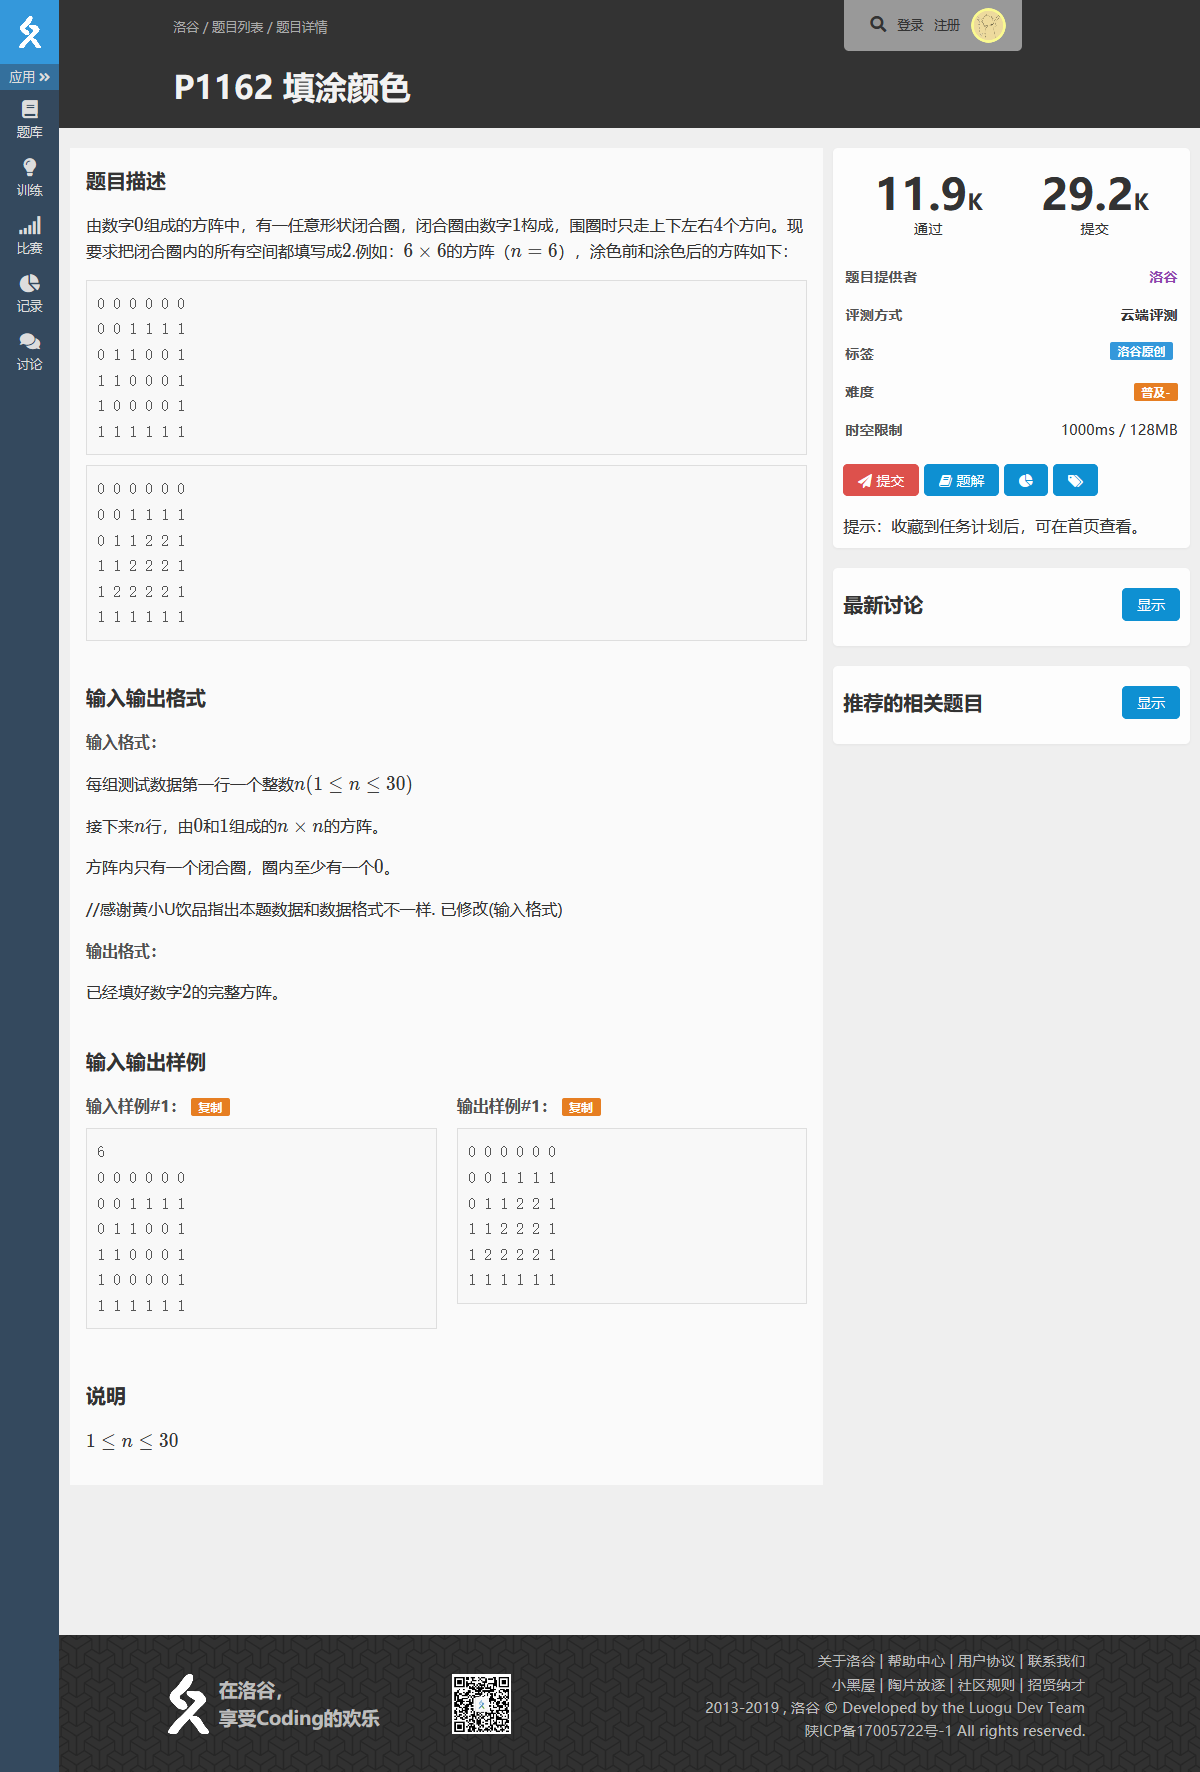 应用
题库
训练
比赛
记录
讨论
洛谷 / 题目列表 / 题目详情
登录 注册
P1162 填涂颜色
题目描述
由数字0组成的方阵中，有一任意形状闭合圈，闭合圈由数字1构成，围圈时只走上下左右4个方向。现
要求把闭合圈内的所有空间都填写成2.例如：6 × 6的方阵（n = 6），涂色前和涂色后的方阵如下：
0 0 0 0 0 0
0 0 1 1 1 1
0 1 1 0 0 1
1 1 0 0 0 1
1 0 0 0 0 1
1 1 1 1 1 1
0 0 0 0 0 0
0 0 1 1 1 1
0 1 1 2 2 1
1 1 2 2 2 1
1 2 2 2 2 1
1 1 1 1 1 1
输入输出格式
输入格式：
每组测试数据第一行一个整数n(1 ≤ n ≤ 30)
接下来n行，由0和1组成的n × n的方阵。
方阵内只有一个闭合圈，圈内至少有一个0。
//感谢黄小U饮品指出本题数据和数据格式不一样. 已修改(输入格式)
输出格式：
已经填好数字2的完整方阵。
输入输出样例
输入样例#1： 复制
6
0 0 0 0 0 0
0 0 1 1 1 1
0 1 1 0 0 1
1 1 0 0 0 1
1 0 0 0 0 1
1 1 1 1 1 1
输出样例#1： 复制
0 0 0 0 0 0
0 0 1 1 1 1
0 1 1 2 2 1
1 1 2 2 2 1
1 2 2 2 2 1
1 1 1 1 1 1
说明
1 ≤ n ≤ 30
11.9K 29.2K
通过 提交
题目提供者 洛谷
评测方式 云端评测
标签 洛谷原创
难度 普及-
时空限制 1000ms / 128MB
提交 题解
提示：收藏到任务计划后，可在首页查看。
最新讨论 显示
推荐的相关题目 显示
在洛谷，
享受Coding的欢乐
关于洛谷 | 帮助中心 | 用户协议 | 联系我们
小黑屋 | 陶片放逐 | 社区规则 | 招贤纳才
2013-2019 , 洛谷 © Developed by the Luogu Dev Team
陕ICP备17005722号-1 All rights reserved.